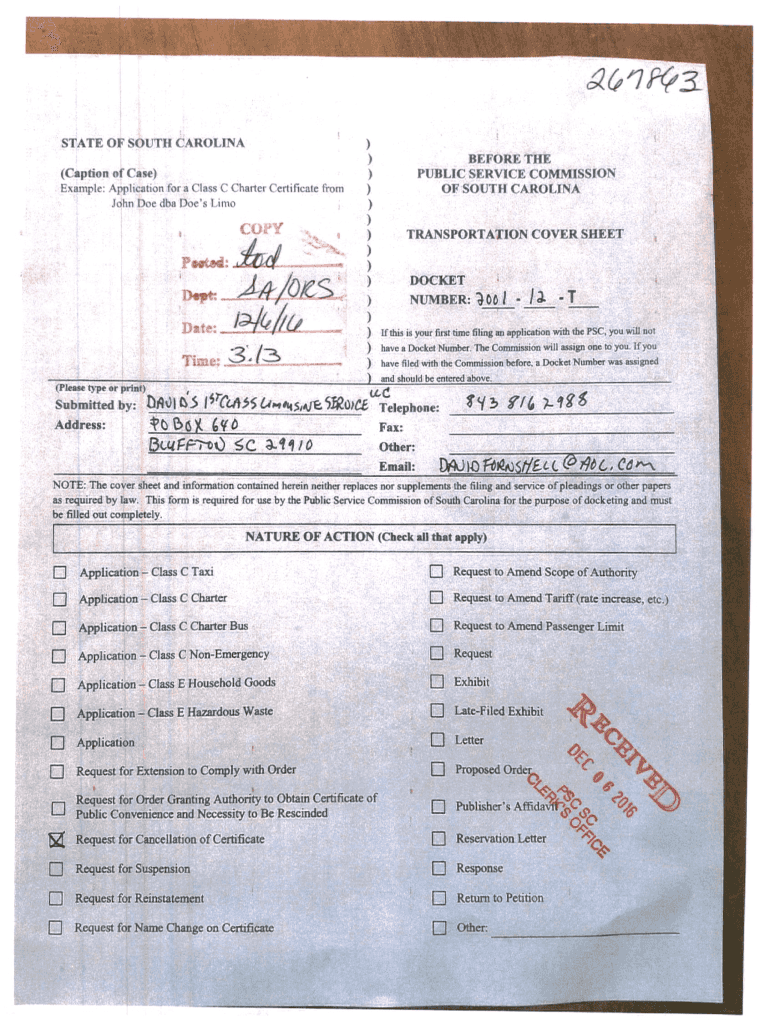 267863
STATE OF SOUTH CAROLINA )
(Caption of Case)
Example: Application for a Class C Charter Certificate from
John Doe dba Doe's Limo
BEFORE THE
PUBLIC SERVICE COMMISSION
OF SOUTH CAROLINA
COPY
Posted: tod
Dept: SA/ORS
Date: 12/6/16
Time: 3:13
TRANSPORTATION COVER SHEET
DOCKET
NUMBER: 2001 - 12 - T
If this is your first time filing an application with the PSC, you will not
have a Docket Number. The Commission will assign one to you. If you
have filed with the Commission before, a Docket Number was assigned
and should be entered above.
(Please type or print)
Submitted by: DAVID'S 1ST CLASS LIMOUSINE SERVICE LLC
Address: PO BOX 640
BLUFFTON SC 29910
Telephone: 843 816 2988
Fax:
Other:
Email: DAVIDFORNSHELL@AOL.COM
NOTE: The cover sheet and information contained herein neither replaces nor supplements the filing and service of pleadings or other papers
as required by law. This form is required for use by the Public Service Commission of South Carolina for the purpose of docketing and must
be filled out completely.
NATURE OF ACTION (Check all that apply)
Application – Class C Taxi
Application – Class C Charter
Application – Class C Charter Bus
Application – Class C Non-Emergency
Application – Class E Household Goods
Application – Class E Hazardous Waste
Application
Request for Extension to Comply with Order
Request for Order Granting Authority to Obtain Certificate of
Public Convenience and Necessity to Be Rescinded
Request for Cancellation of Certificate
Request for Suspension
Request for Reinstatement
Request for Name Change on Certificate
Request to Amend Scope of Authority
Request to Amend Tariff (rate increase, etc.)
Request to Amend Passenger Limit
Request
Exhibit
Late-Filed Exhibit
Letter
Proposed Order
Publisher's Affidavit
Reservation Letter
Response
Return to Petition
Other:
RECEIVED
DEC 06 2016
PSC SC
CLERK'S OFFICE